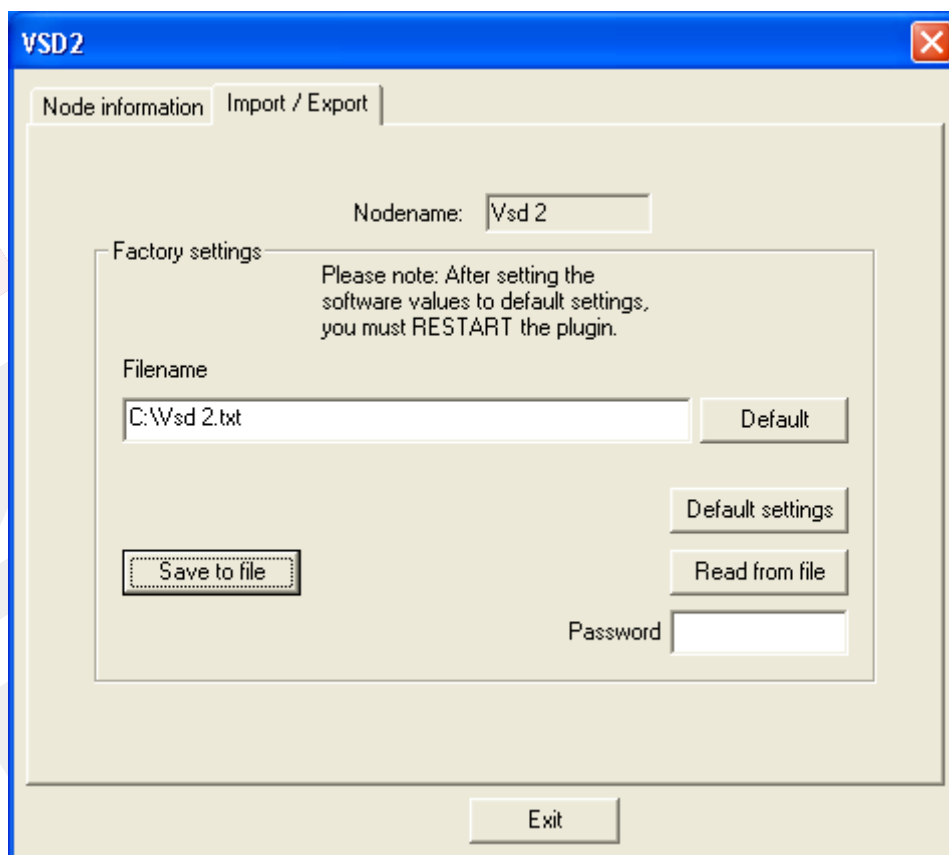 VSD2
Node information
Import / Export
Nodename:
Vsd 2
Factory settings
Please note: After setting the
software values to default settings,
you must RESTART the plugin.
Filename
C:\Vsd 2.txt
Default
Default settings
Save to file
Read from file
Password
Exit